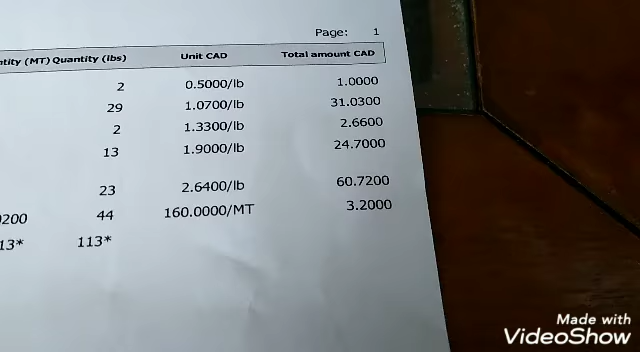 Page: 1
(MT) Quantity (lbs) Unit CAD Total amount CAD
2 0.5000/lb 1.0000
29 1.0700/lb 31.0300
2 1.3300/lb 2.6600
13 1.9000/lb 24.7000
23 2.6400/lb 60.7200
0200 44 160.0000/MT 3.2000
13* 113*
Made with
VideoShow